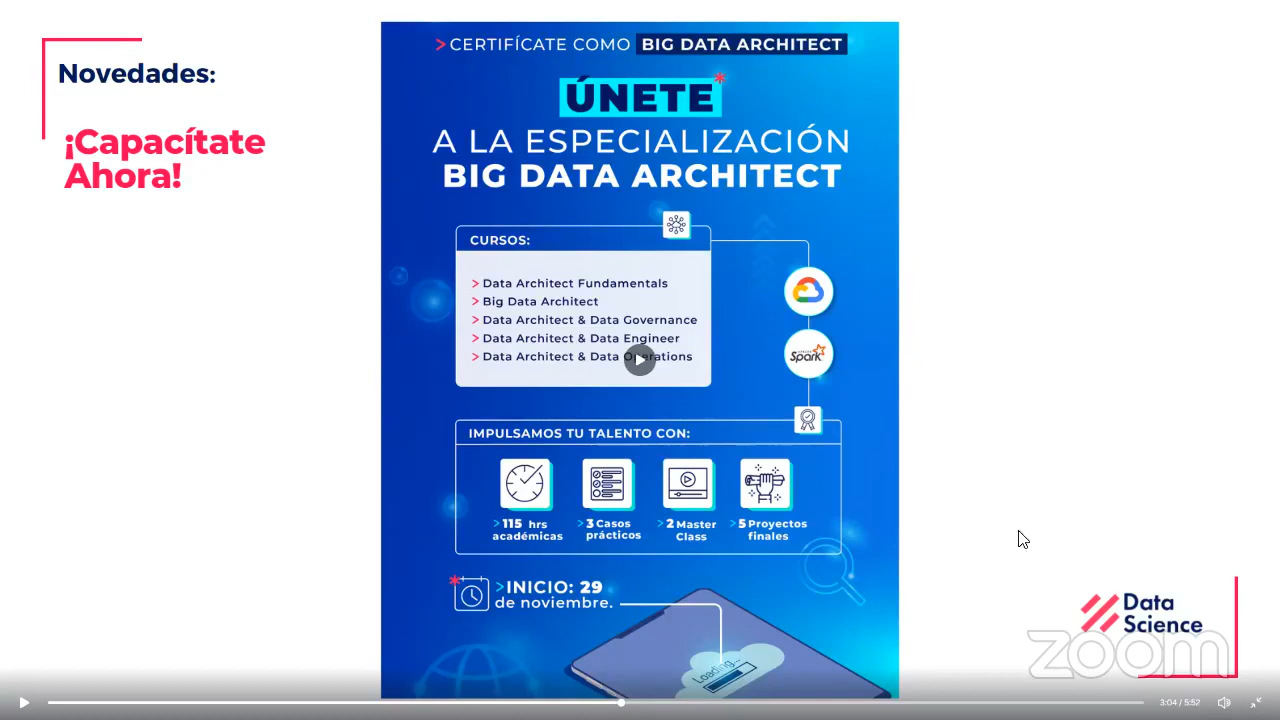 Novedades:
¡Capacítate
Ahora!
> CERTIFÍCATE COMO BIG DATA ARCHITECT
ÚNETE*
A LA ESPECIALIZACIÓN
BIG DATA ARCHITECT
CURSOS:
> Data Architect Fundamentals
> Big Data Architect
> Data Architect & Data Governance
> Data Architect & Data Engineer
> Data Architect & Data Operations
Spark
IMPULSAMOS TU TALENTO CON:
> 115 hrs
académicas
> 3 Casos
prácticos
> 2 Master
Class
> 5 Proyectos
finales
> INICIO: 29
de noviembre.
Loading...
Data
Science
zoom
3:04 / 5:52